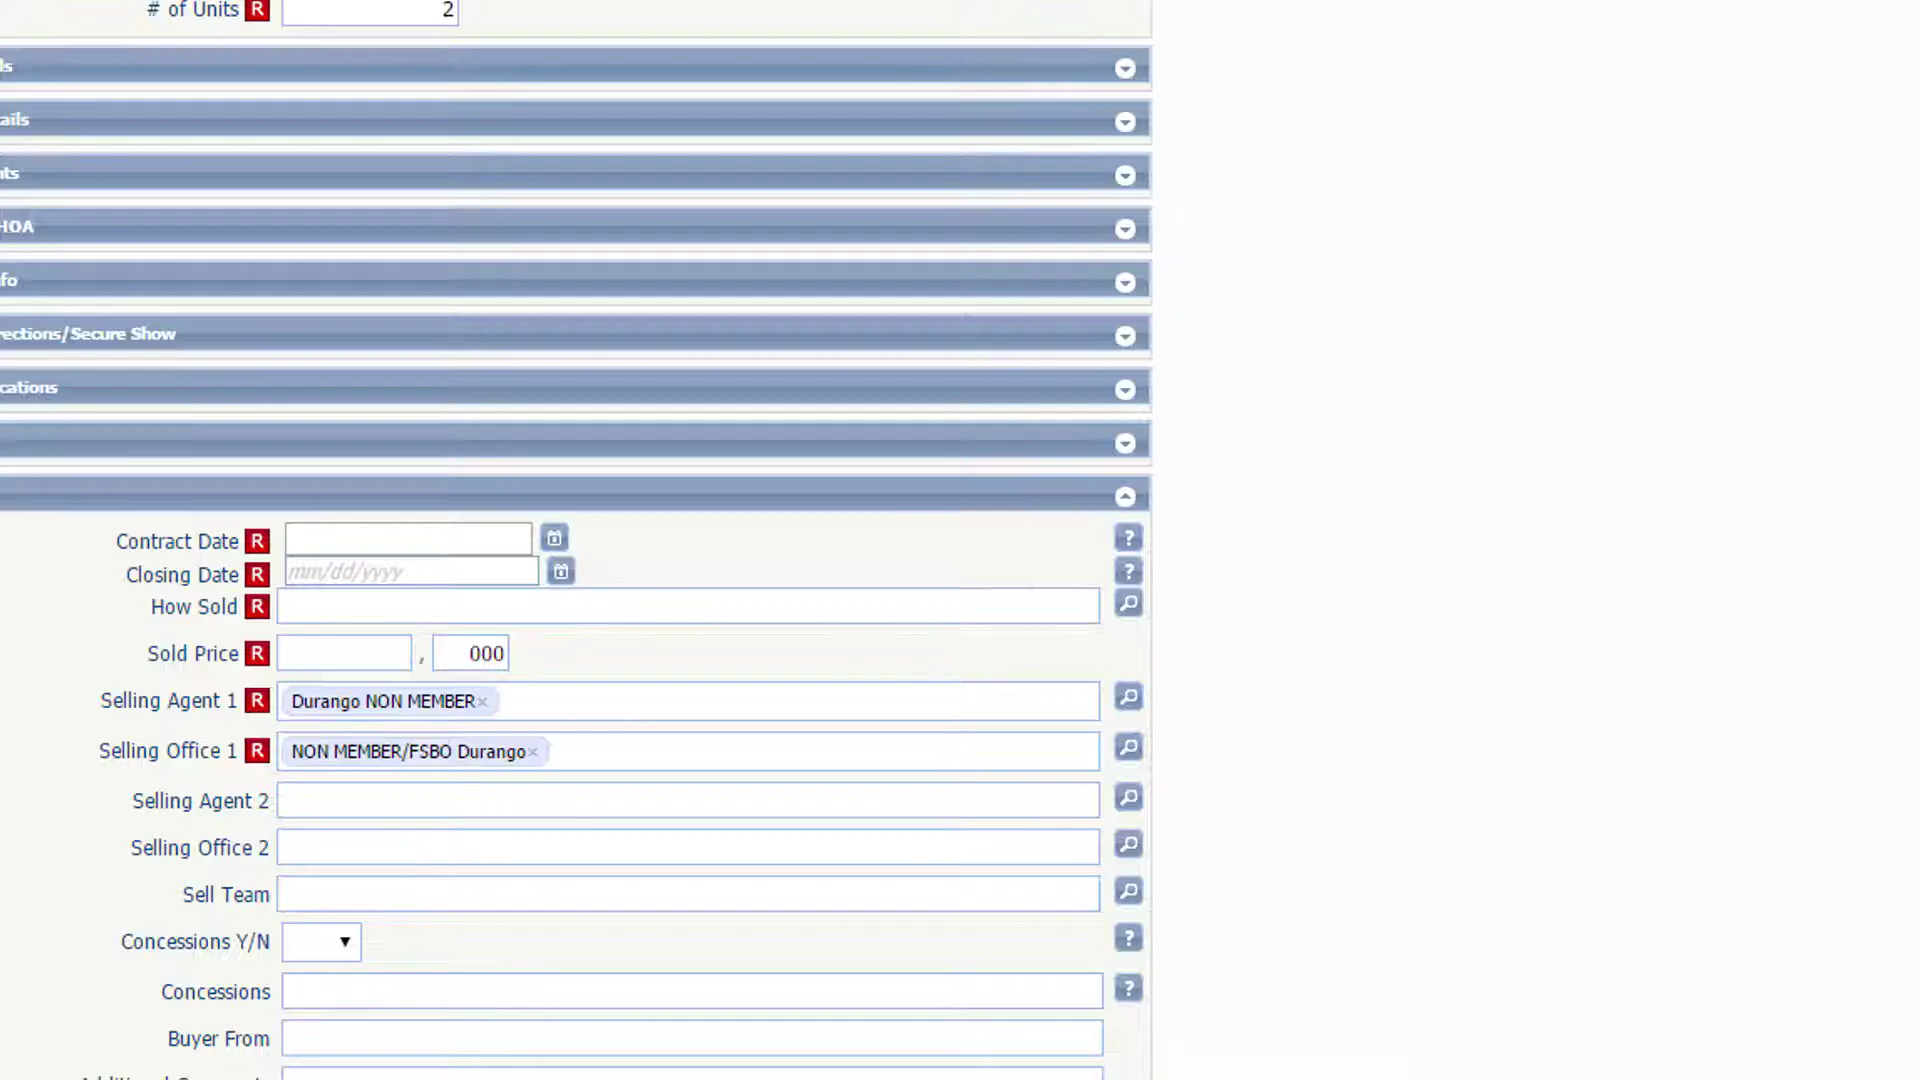 # of Units R 2
ls
ails
nts
HOA
fo
rections/Secure Show
cations
Contract Date R
Closing Date R mm/dd/yyyy
How Sold R
Sold Price R , 000
Selling Agent 1 R Durango NON MEMBER×
Selling Office 1 R NON MEMBER/FSBO Durango×
Selling Agent 2
Selling Office 2
Sell Team
Concessions Y/N
Concessions
Buyer From